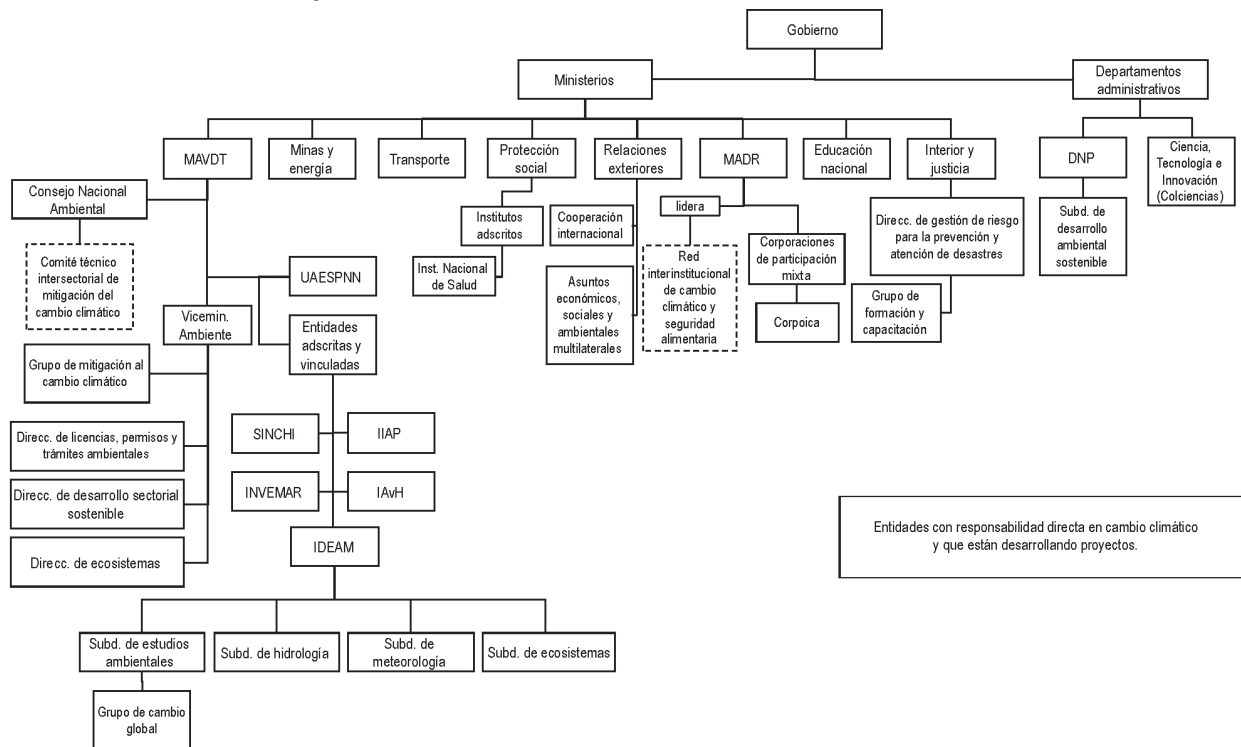 Gobierno
Ministerios
Departamentos
administrativos
MAVDT
Minas y
energía
Transporte
Protección
social
Relaciones
exteriores
MADR
Educación
nacional
Interior y
justicia
DNP
Ciencia,
Tecnología e
Innovación
(Colciencias)
Consejo Nacional
Ambiental
Comité técnico
intersectorial de
mitigación del
cambio climático
Vicemin.
Ambiente
UAESPNN
Entidades
adscritas y
vinculadas
Institutos
adscritos
Inst. Nacional
de Salud
Cooperación
internacional
Asuntos
económicos,
sociales y
ambientales
multilaterales
lidera
Red
interinstitucional
de cambio
climático y
seguridad
alimentaria
Corporaciones
de participación
mixta
Corpoica
Direcc. de gestión de riesgo
para la prevención y
atención de desastres
Grupo de
formación y
capacitación
Subd. de
desarrollo
ambiental
sostenible
Grupo de mitigación al
cambio climático
Direcc. de licencias, permisos y
trámites ambientales
Direcc. de desarrollo sectorial
sostenible
Direcc. de ecosistemas
SINCHI
IIAP
INVEMAR
IAvH
IDEAM
Subd. de estudios
ambientales
Subd. de hidrología
Subd. de
meteorología
Subd. de ecosistemas
Grupo de cambio
global
Entidades con responsabilidad directa en cambio climático
y que están desarrollando proyectos.